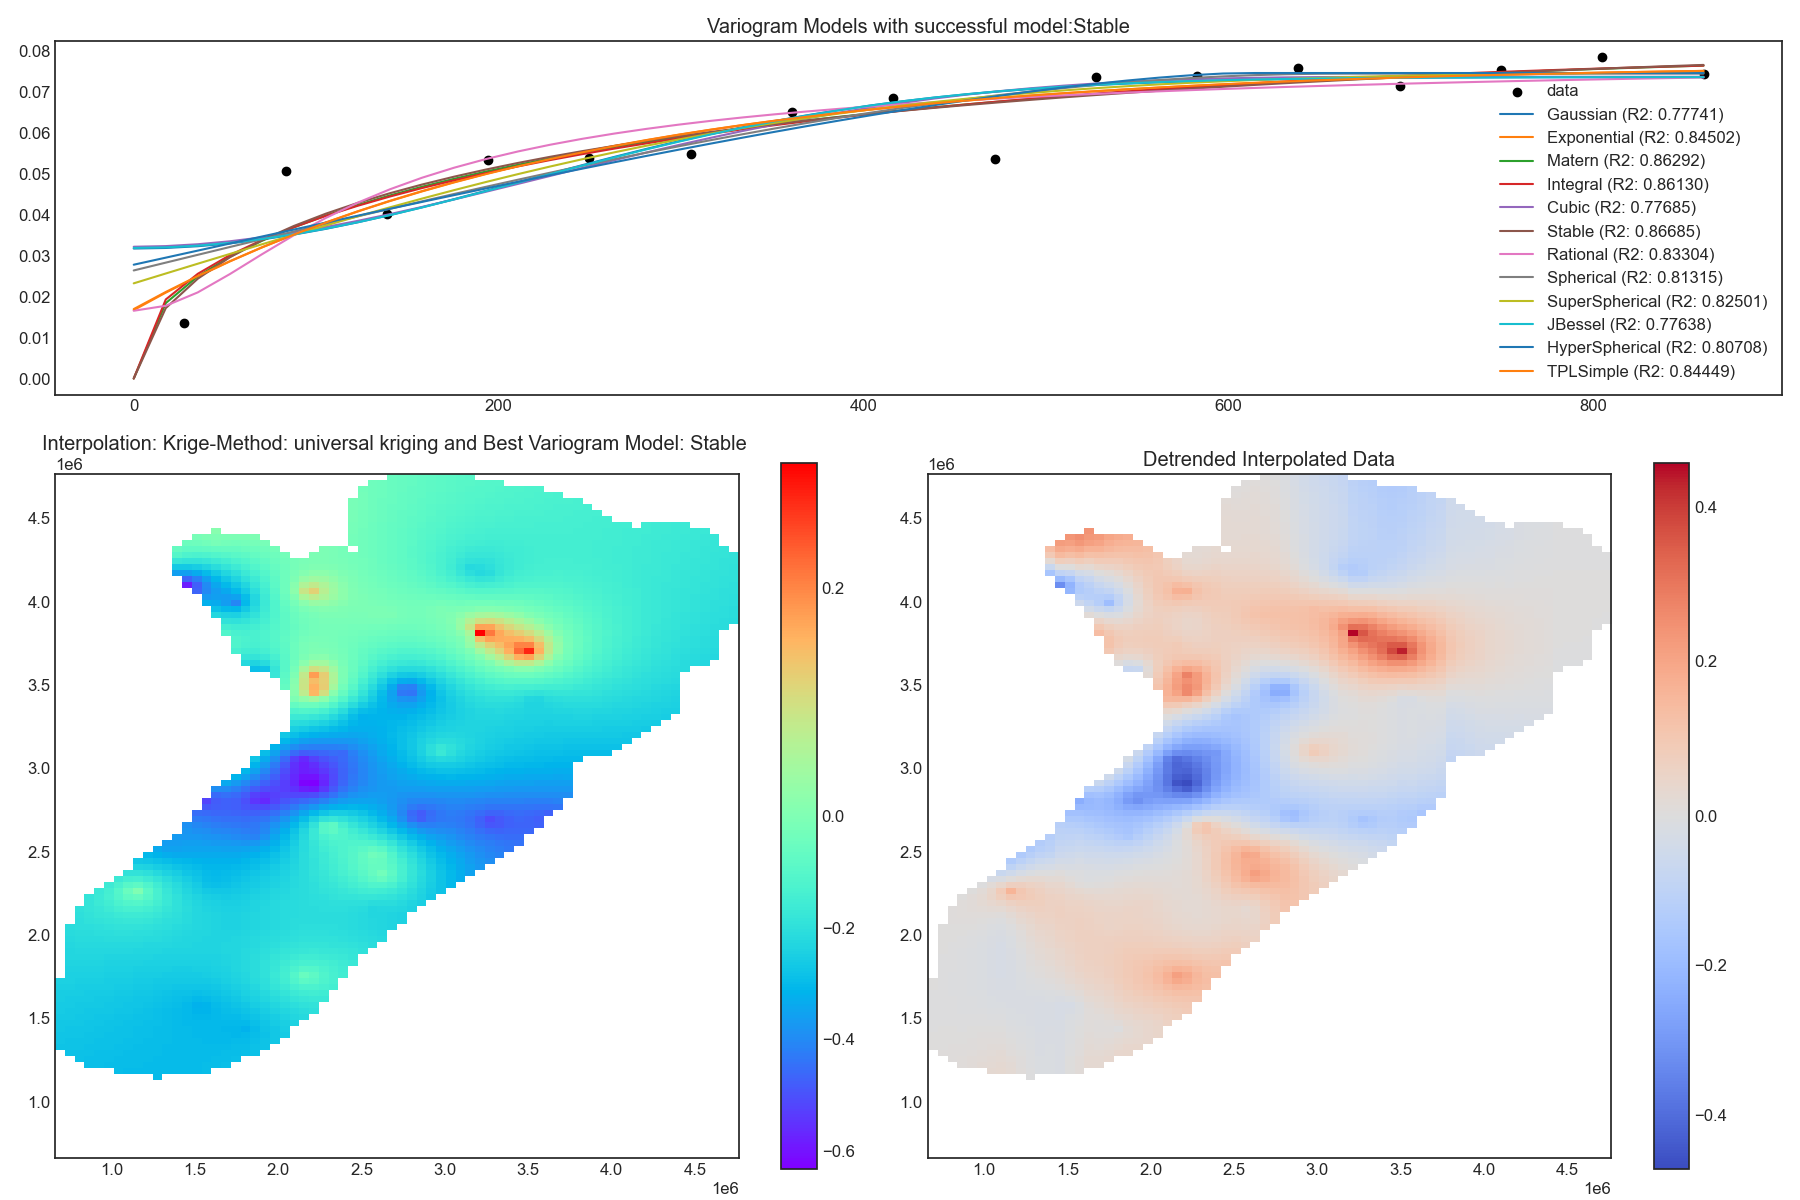 Variogram Models with successful model:Stable
0.08
0.07
0.06
0.05
0.04
0.03
0.02
0.01
0.00
data
Gaussian (R2: 0.77741)
Exponential (R2: 0.84502)
Matern (R2: 0.86292)
Integral (R2: 0.86130)
Cubic (R2: 0.77685)
Stable (R2: 0.86685)
Rational (R2: 0.83304)
Spherical (R2: 0.81315)
SuperSpherical (R2: 0.82501)
JBessel (R2: 0.77638)
HyperSpherical (R2: 0.80708)
TPLSimple (R2: 0.84449)
0 200 400 600 800
Interpolation: Krige-Method: universal kriging and Best Variogram Model: Stable
1e6
4.5
4.0
3.5
3.0
2.5
2.0
1.5
1.0
1.0 1.5 2.0 2.5 3.0 3.5 4.0 4.5
1e6
0.2
0.0
−0.2
−0.4
−0.6
Detrended Interpolated Data
1e6
4.5
4.0
3.5
3.0
2.5
2.0
1.5
1.0
1.0 1.5 2.0 2.5 3.0 3.5 4.0 4.5
1e6
0.4
0.2
0.0
−0.2
−0.4